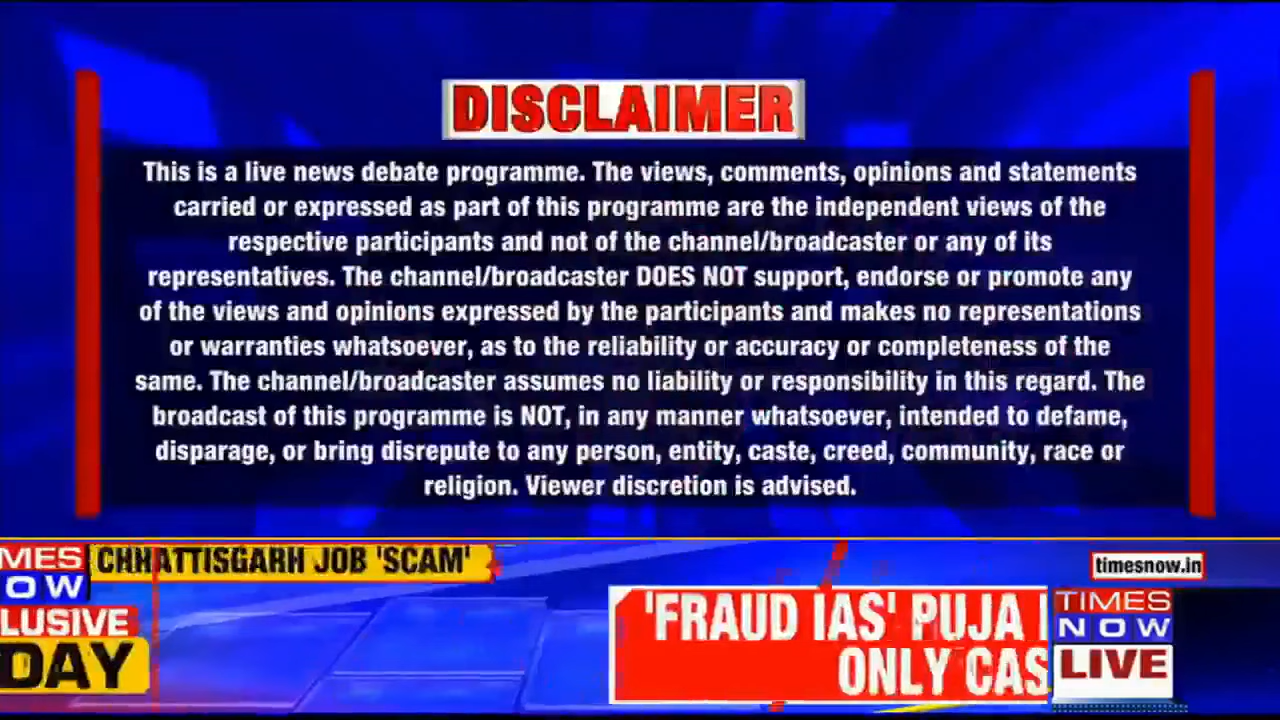 DISCLAIMER
This is a live news debate programme. The views, comments, opinions and statements
carried or expressed as part of this programme are the independent views of the
respective participants and not of the channel/broadcaster or any of its
representatives. The channel/broadcaster DOES NOT support, endorse or promote any
of the views and opinions expressed by the participants and makes no representations
or warranties whatsoever, as to the reliability or accuracy or completeness of the
same. The channel/broadcaster assumes no liability or responsibility in this regard. The
broadcast of this programme is NOT, in any manner whatsoever, intended to defame,
disparage, or bring disrepute to any person, entity, caste, creed, community, race or
religion. Viewer discretion is advised.
CHHATTISGARH JOB 'SCAM'
MES
OW
LUSIVE
DAY
timesnow.in
'FRAUD IAS' PUJA
ONLY CAS
TIMES
NOW
LIVE